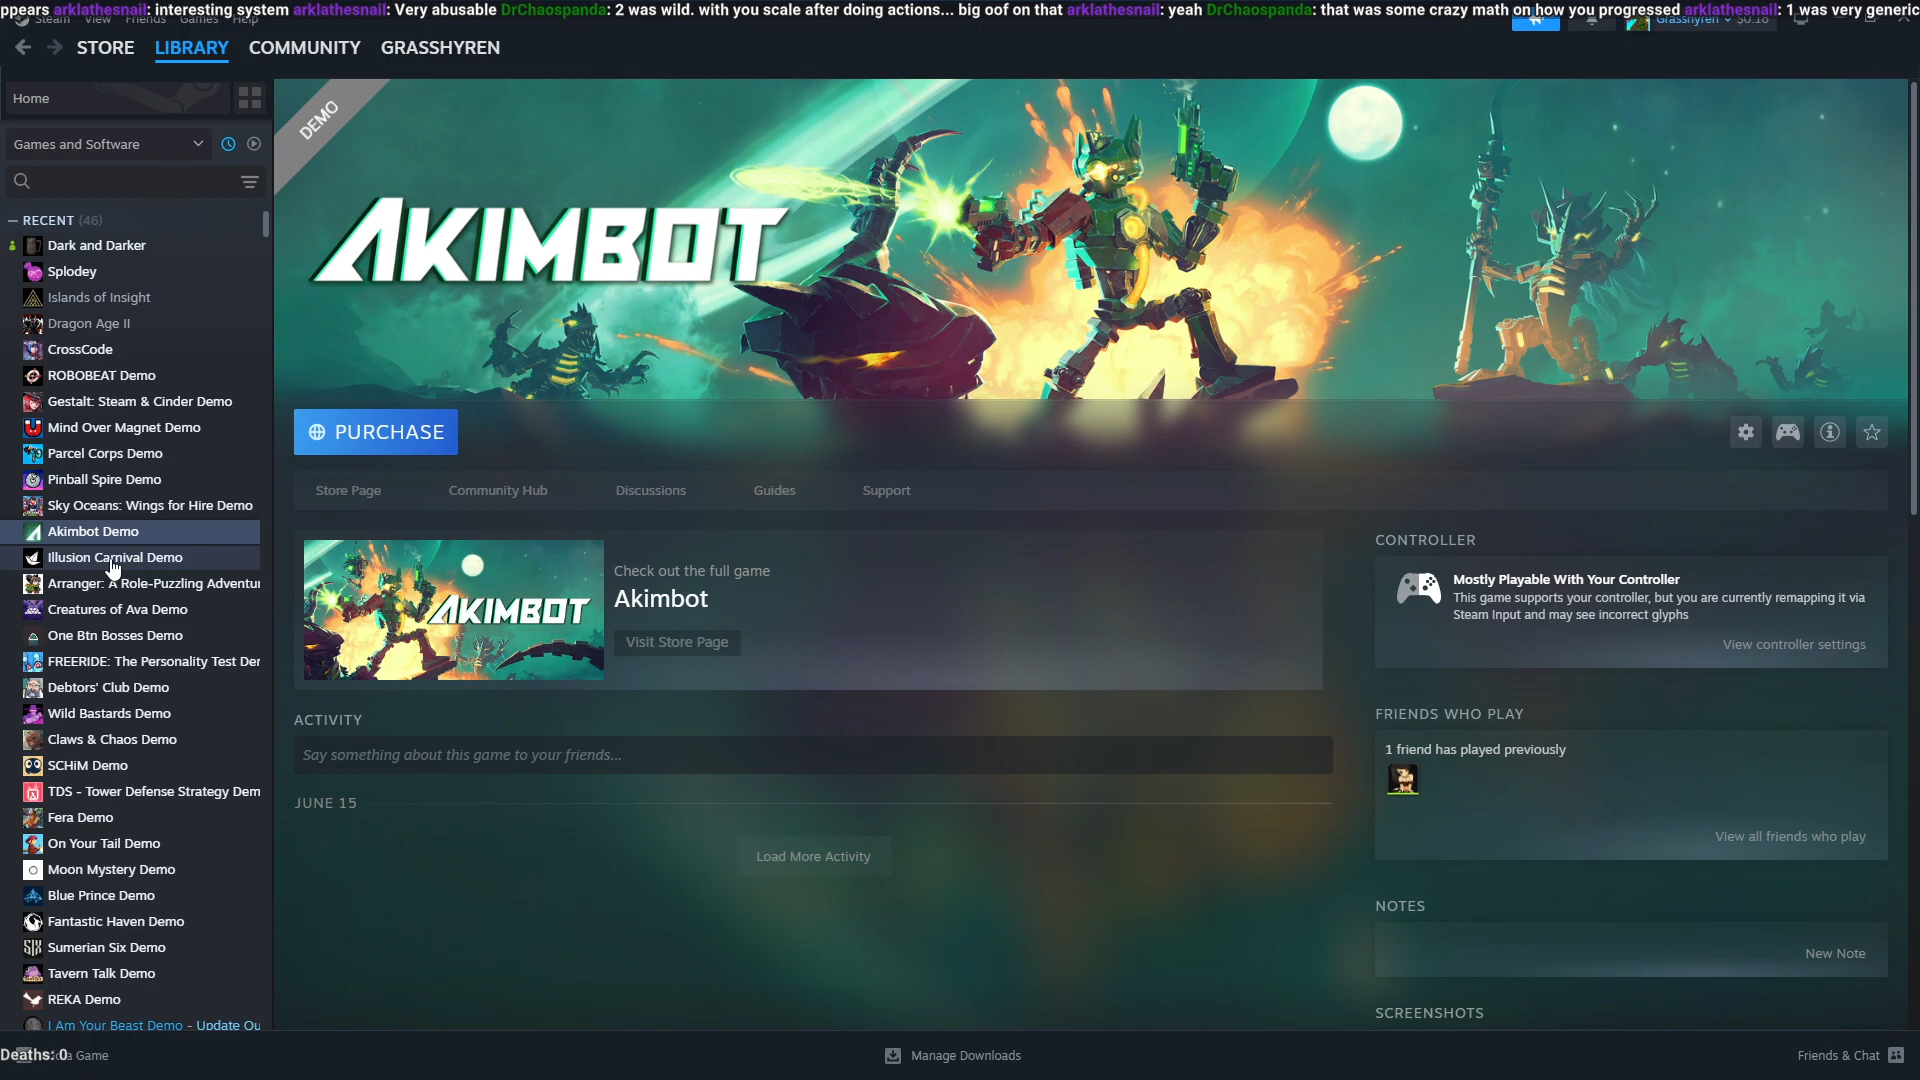 ppears arklathesnail: interesting system arklathesnail: Very abusable DrChaospanda: 2 was wild. with you scale after doing actions... big oof on that arklathesnail: yeah DrChaospanda: that was some crazy math on how you progressed arklathesnail: 1 was very generic
Steam View Friends Games Help
Grasshyren $0.18
STORE LIBRARY COMMUNITY GRASSHYREN
Home
Games and Software
RECENT (46)
Dark and Darker
Splodey
Islands of Insight
Dragon Age II
CrossCode
ROBOBEAT Demo
Gestalt: Steam & Cinder Demo
Mind Over Magnet Demo
Parcel Corps Demo
Pinball Spire Demo
Sky Oceans: Wings for Hire Demo
Akimbot Demo
Illusion Carnival Demo
Arranger: A Role-Puzzling Adventur
Creatures of Ava Demo
One Btn Bosses Demo
FREERIDE: The Personality Test Der
Debtors' Club Demo
Wild Bastards Demo
Claws & Chaos Demo
SCHiM Demo
TDS - Tower Defense Strategy Dem
Fera Demo
On Your Tail Demo
Moon Mystery Demo
Blue Prince Demo
Fantastic Haven Demo
Sumerian Six Demo
Tavern Talk Demo
REKA Demo
I Am Your Beast Demo - Update Qu
DEMO
AKIMBOT
PURCHASE
Store Page Community Hub Discussions Guides Support
AKIMBOT
Check out the full game
Akimbot
Visit Store Page
ACTIVITY
Say something about this game to your friends...
JUNE 15
Load More Activity
CONTROLLER
Mostly Playable With Your Controller
This game supports your controller, but you are currently remapping it via
Steam Input and may see incorrect glyphs
View controller settings
FRIENDS WHO PLAY
1 friend has played previously
View all friends who play
NOTES
New Note
SCREENSHOTS
Deaths: 0
a Game
Manage Downloads
Friends & Chat